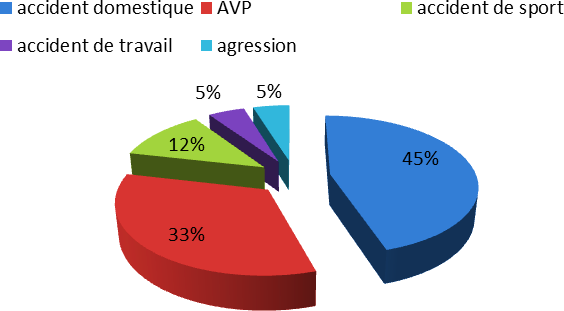 accident domestique AVP accident de sport
accident de travail agression
5% 5%
12% 45%
33%